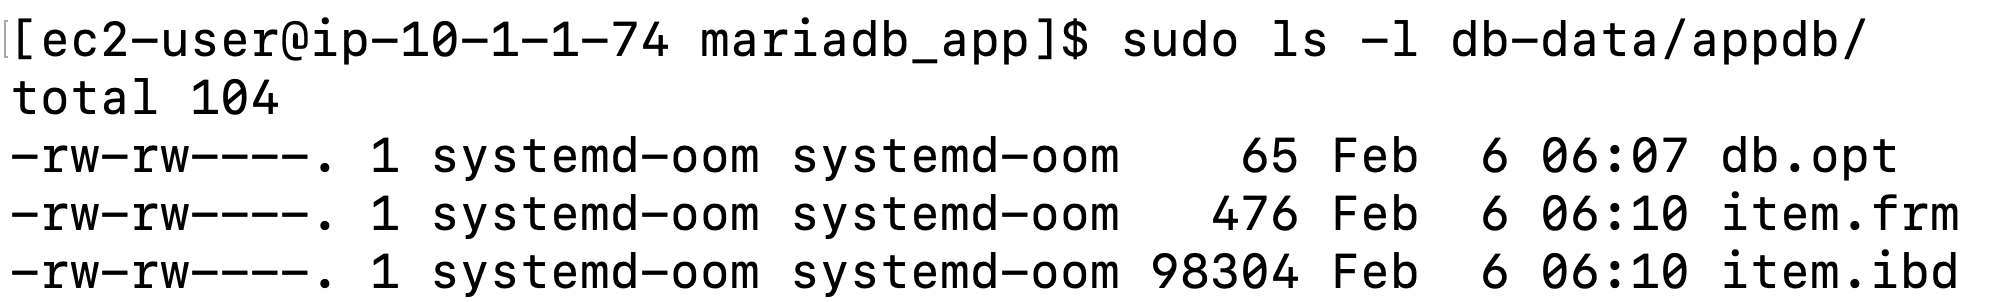 [ec2-user@ip-10-1-1-74 mariadb_app]$ sudo ls -l db-data/appdb/
total 104
-rw-rw----. 1 systemd-oom systemd-oom    65 Feb  6 06:07 db.opt
-rw-rw----. 1 systemd-oom systemd-oom   476 Feb  6 06:10 item.frm
-rw-rw----. 1 systemd-oom systemd-oom 98304 Feb  6 06:10 item.ibd